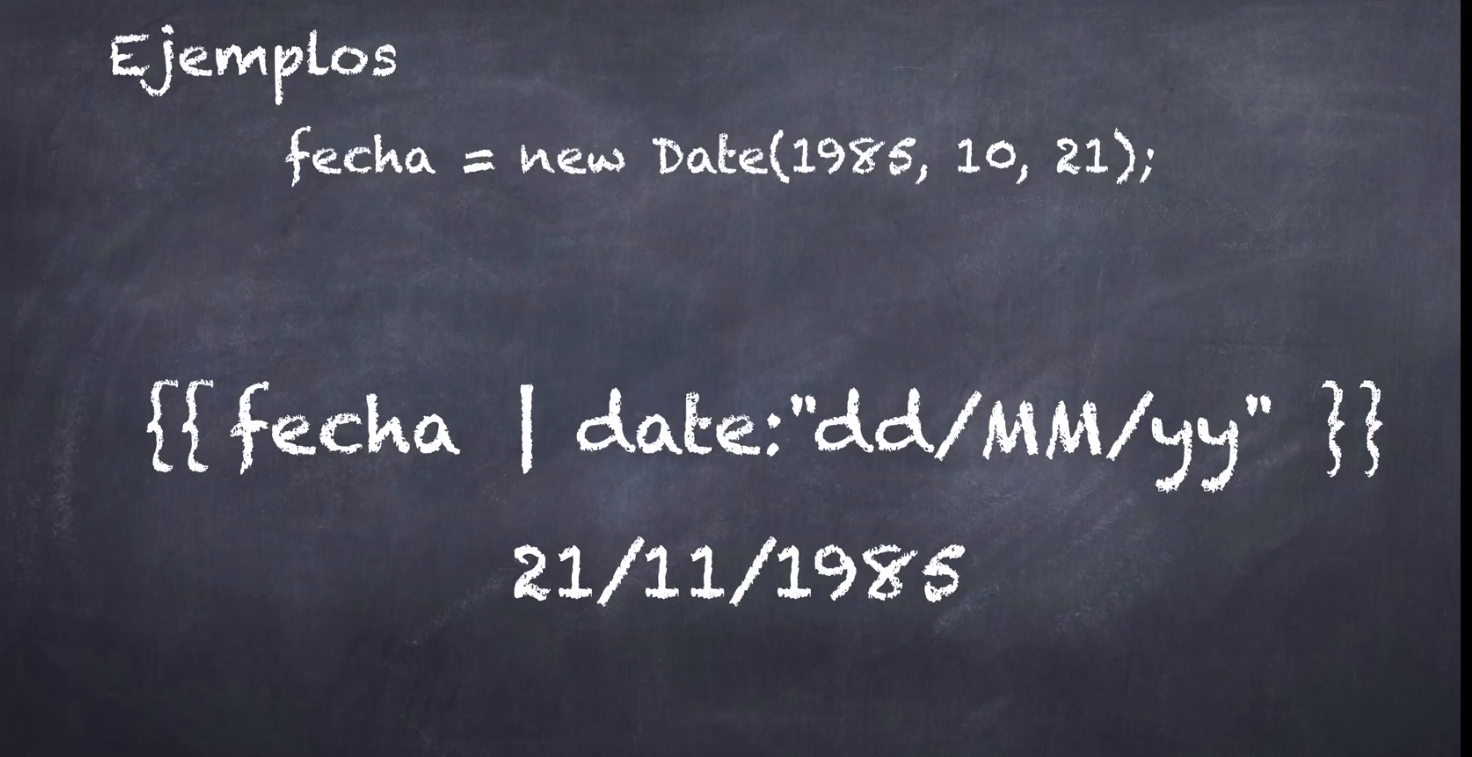 Ejemplos
fecha = new Date(1985, 10, 21);
{{ fecha | date:"dd/MM/yy" }}
21/11/1985